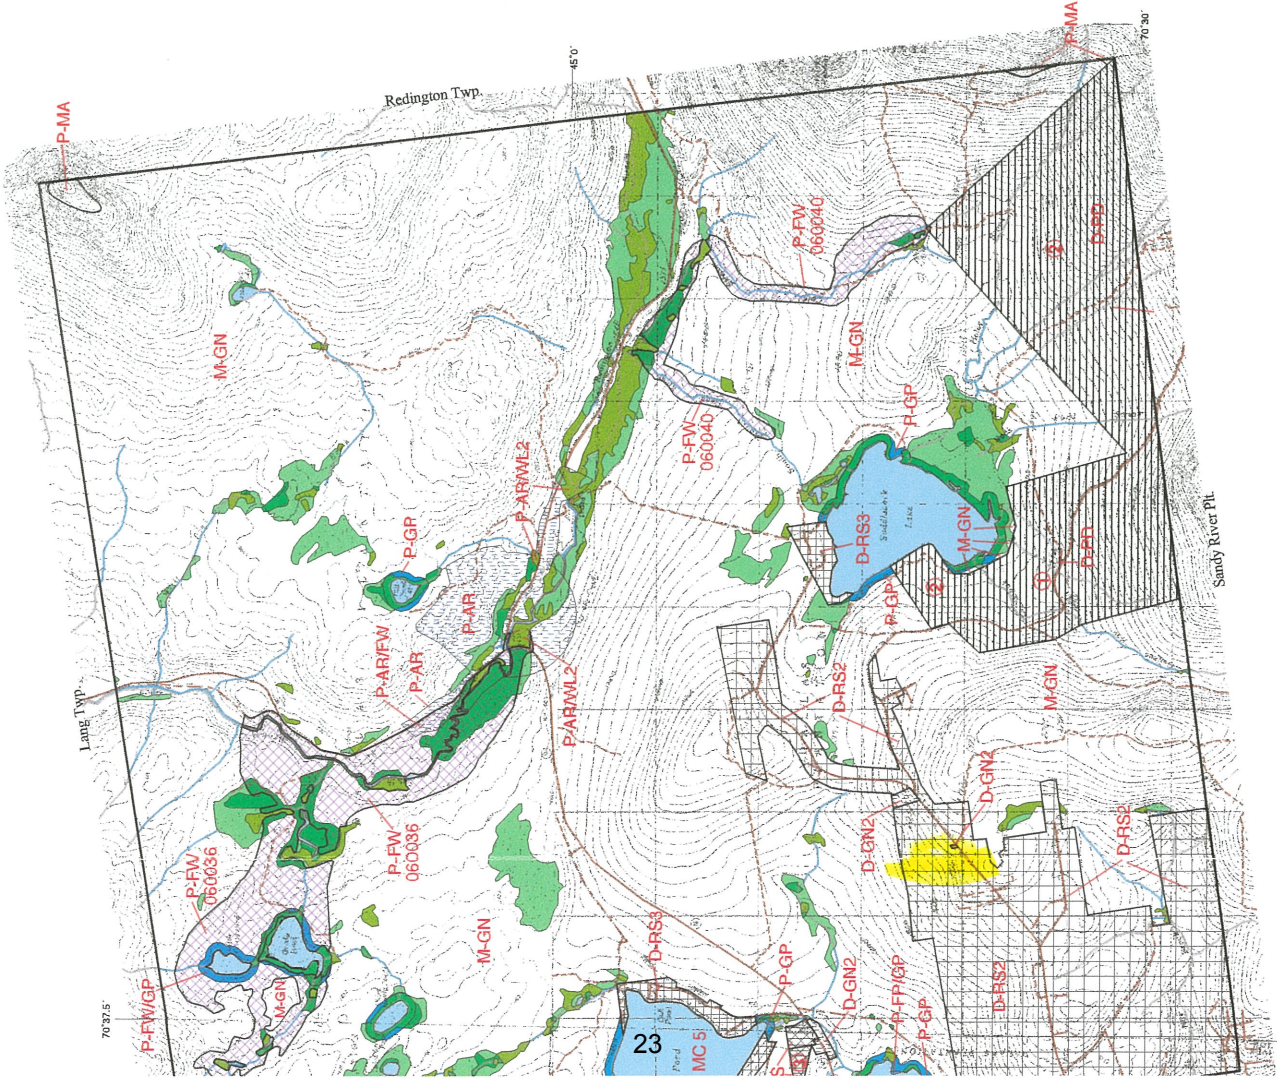 P-MA
Redington Twp.
45°0'
70°30'
P-MA
M-GN
P-FW
060040
②
D-PD
M-GN
P-GP
P-FW
060040
P-AR/WL2
P-GP
Saddleback
Lake
D-RS3
M-GN
D-PD
①
②
P-GP
Sandy River Plt.
P-AR
P-AR/FW
P-AR
Lang Twp.
P-AR/WL2
D-RS2
M-GN
D-GN2
D-GN2
D-RS2
P-FW
060036
P-FW
060036
M-GN
D-RS3
P-GP
D-GN2
P-FP/GP
P-GP
D-RS2
P-FW/GP
M-GN
70°37.5'
Pond
MC 5
23